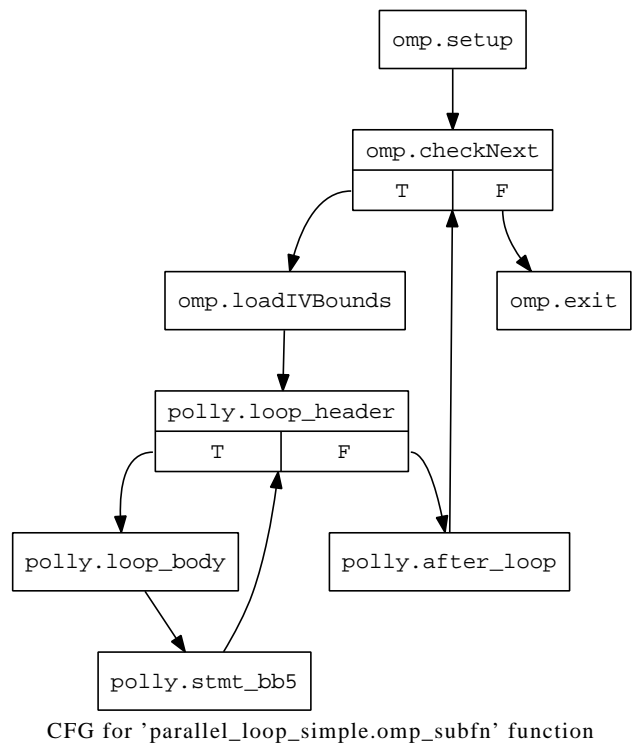 omp.setup
omp.checkNext
T F
omp.loadIVBounds
omp.exit
polly.loop_header
T F
polly.loop_body
polly.after_loop
polly.stmt_bb5
CFG for ’parallel_loop_simple.omp_subfn’ function